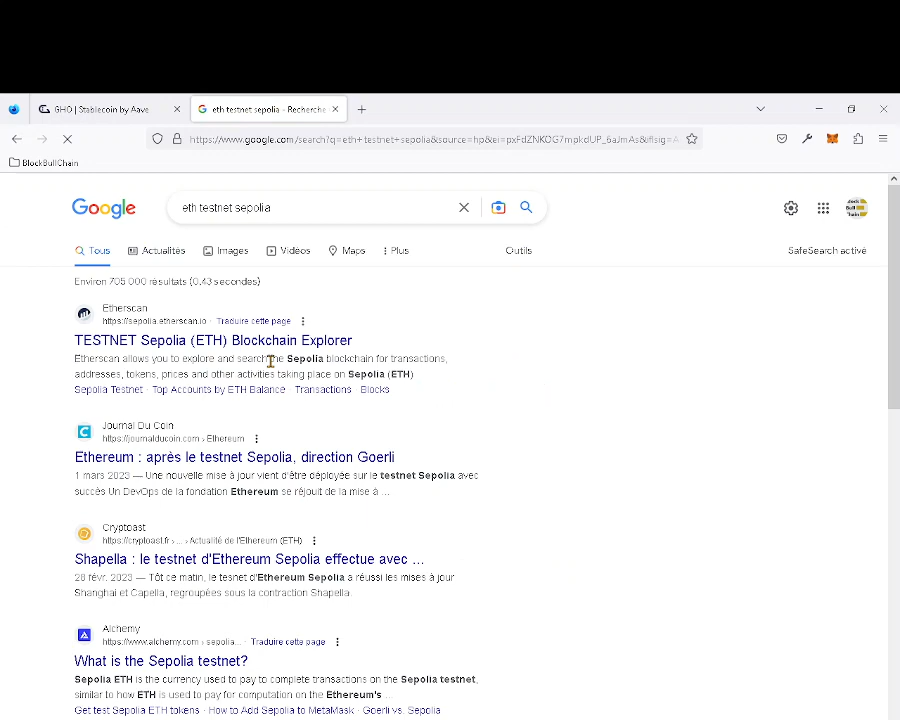 GHO | Stablecoin by Aave
eth testnet sepolia - Recherche
https://www.google.com/search?q=eth+testnet+sepolia&source=hp&ei=pxFdZNKOG7mpkdUP_6aJmAs&iflsig=A
BlockBullChain
Google
eth testnet sepolia
Tous Actualités Images Vidéos Maps Plus Outils SafeSearch activé
Environ 705 000 résultats (0,43 secondes)
Etherscan
https://sepolia.etherscan.io · Traduire cette page
TESTNET Sepolia (ETH) Blockchain Explorer
Etherscan allows you to explore and search the Sepolia blockchain for transactions,
addresses, tokens, prices and other activities taking place on Sepolia (ETH)
Sepolia Testnet · Top Accounts by ETH Balance · Transactions · Blocks
Journal Du Coin
https://journalducoin.com › Ethereum
Ethereum : après le testnet Sepolia, direction Goerli
1 mars 2023 — Une nouvelle mise à jour vient d'être déployée sur le testnet Sepolia avec
succès Un DevOps de la fondation Ethereum se réjouit de la mise à ...
Cryptoast
https://cryptoast.fr › ... › Actualité de l'Ethereum (ETH)
Shapella : le testnet d'Ethereum Sepolia effectue avec ...
28 févr. 2023 — Tôt ce matin, le tesnet d'Ethereum Sepolia a réussi les mises à jour
Shanghai et Capella, regroupées sous la contraction Shapella.
Alchemy
https://www.alchemy.com › sepolia... · Traduire cette page
What is the Sepolia testnet?
Sepolia ETH is the currency used to pay to complete transactions on the Sepolia testnet,
similar to how ETH is used to pay for computation on the Ethereum's ...
Get test Sepolia ETH tokens · How to Add Sepolia to MetaMask · Goerli vs. Sepolia